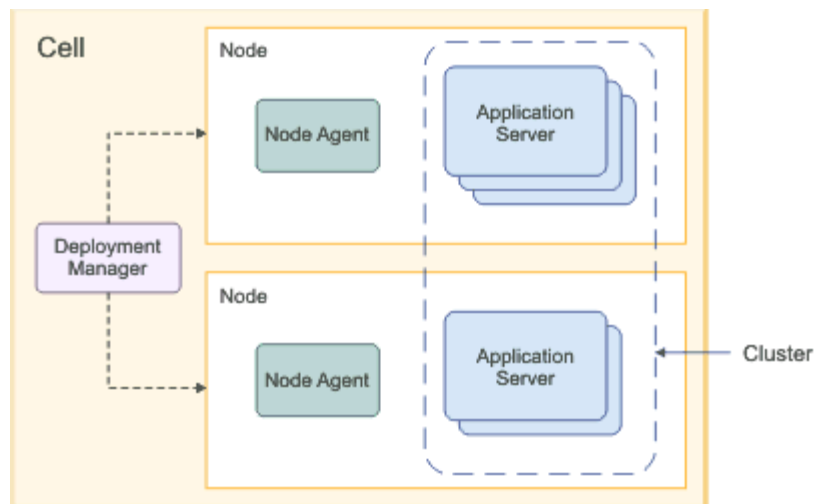 Cell
Node
Node Agent
Application
Server
Deployment
Manager
Node
Node Agent
Application
Server
Cluster